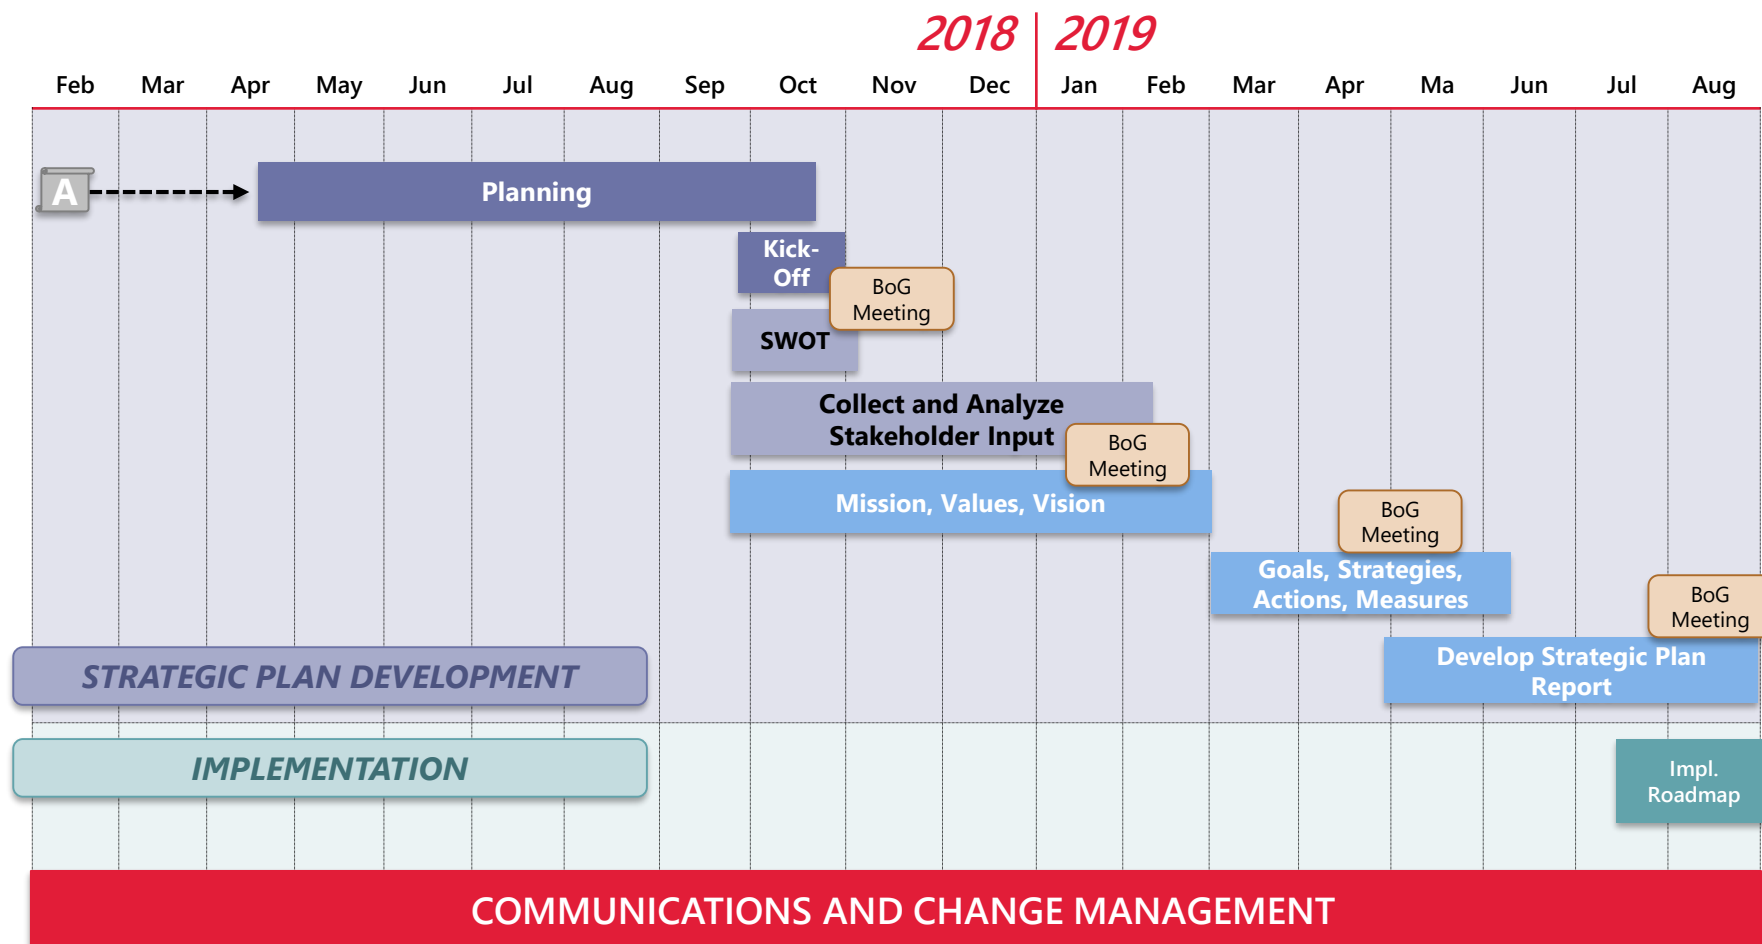 2018 2019
Feb Mar Apr May Jun Jul Aug Sep Oct Nov Dec Jan Feb Mar Apr Ma Jun Jul Aug
A
Planning
Kick-
Off
BoG
Meeting
SWOT
Collect and Analyze
Stakeholder Input
BoG
Meeting
Mission, Values, Vision
BoG
Meeting
Goals, Strategies,
Actions, Measures
BoG
Meeting
STRATEGIC PLAN DEVELOPMENT
Develop Strategic Plan
Report
IMPLEMENTATION
Impl.
Roadmap
COMMUNICATIONS AND CHANGE MANAGEMENT